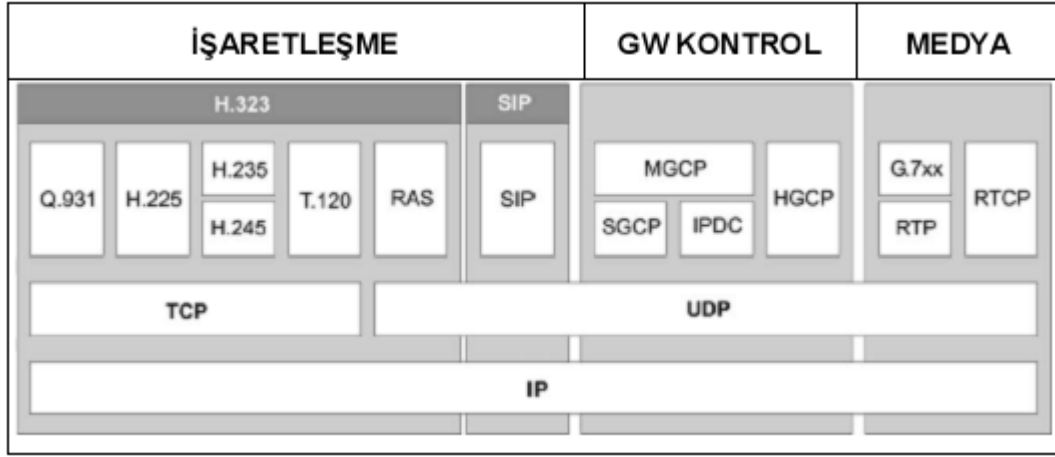 İŞARETLEŞME GW KONTROL MEDYA
H.323 SIP
Q.931 H.225 H.235 H.245 T.120 RAS SIP MGCP SGCP IPDC HGCP G.7xx RTP RTCP
TCP UDP
IP